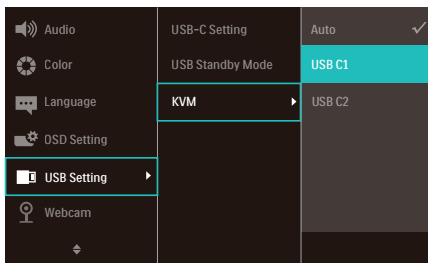 Audio
Color
Language
OSD Setting
USB Setting
Webcam
USB-C Setting
USB Standby Mode
KVM
Auto
USB C1
USB C2